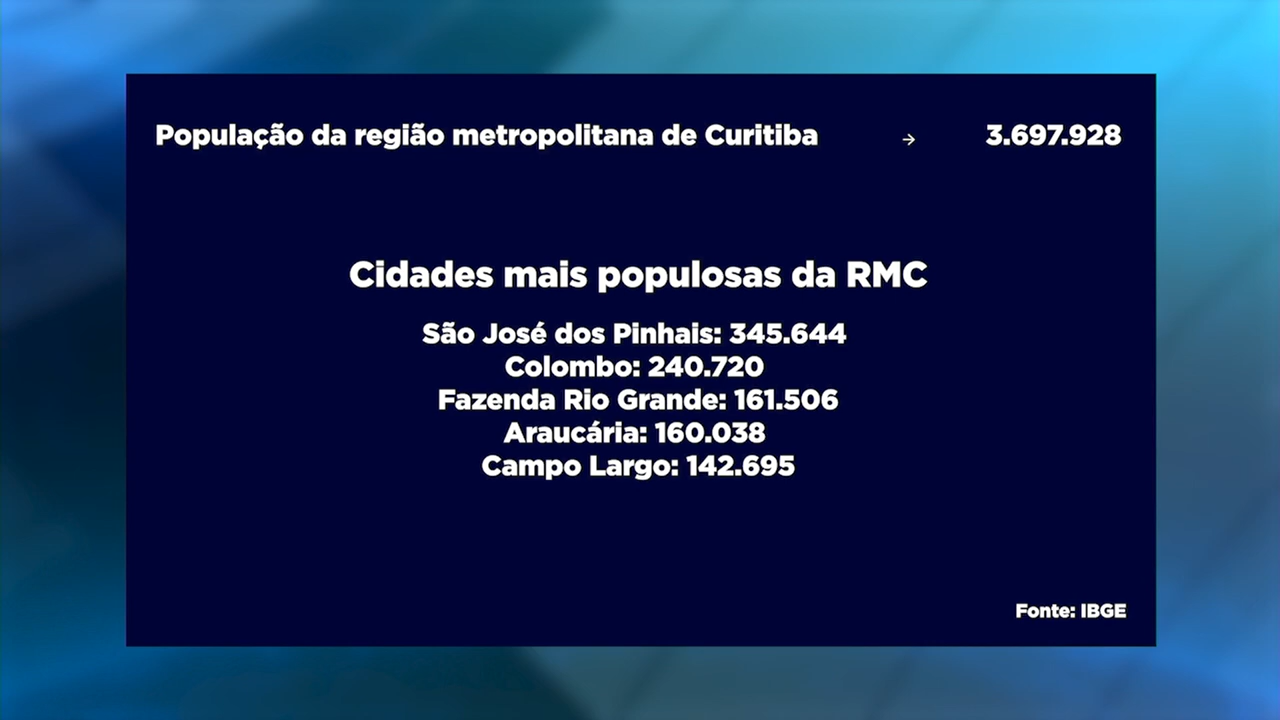 População da região metropolitana de Curitiba → 3.697.928
Cidades mais populosas da RMC
São José dos Pinhais: 345.644
Colombo: 240.720
Fazenda Rio Grande: 161.506
Araucária: 160.038
Campo Largo: 142.695
Fonte: IBGE